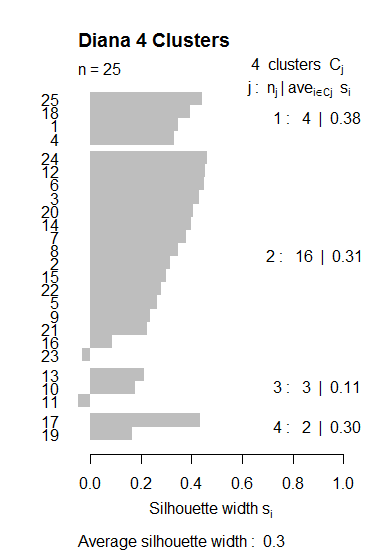 Diana 4 Clusters
n = 25
4 clusters Cj
j : nj | avei∈Cj si
25
18
1
4
1 : 4 | 0.38
24
12
6
3
20
14
7
8
2
15
22
5
9
21
16
23
2 : 16 | 0.31
13
10
11
3 : 3 | 0.11
17
19
4 : 2 | 0.30
0.0 0.2 0.4 0.6 0.8 1.0
Silhouette width si
Average silhouette width : 0.3